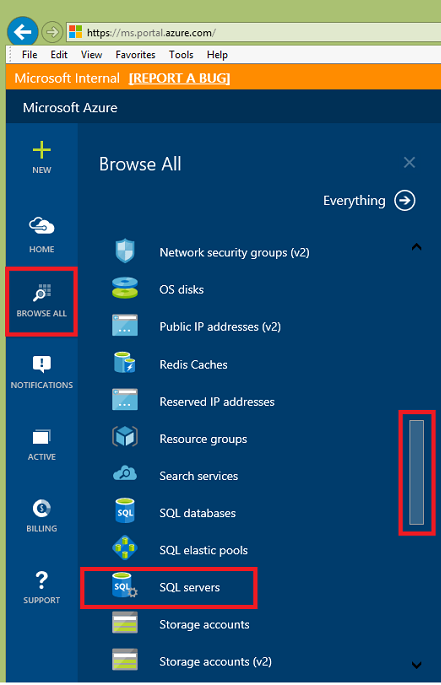 https://ms.portal.azure.com/
File Edit View Favorites Tools Help
Microsoft Internal [REPORT A BUG]
Microsoft Azure
NEW
HOME
BROWSE ALL
NOTIFICATIONS
ACTIVE
BILLING
SUPPORT
Browse All
Everything
Network security groups (v2)
OS disks
Public IP addresses (v2)
Redis Caches
Reserved IP addresses
Resource groups
Search services
SQL databases
SQL elastic pools
SQL servers
Storage accounts
Storage accounts (v2)
SQL
SQL